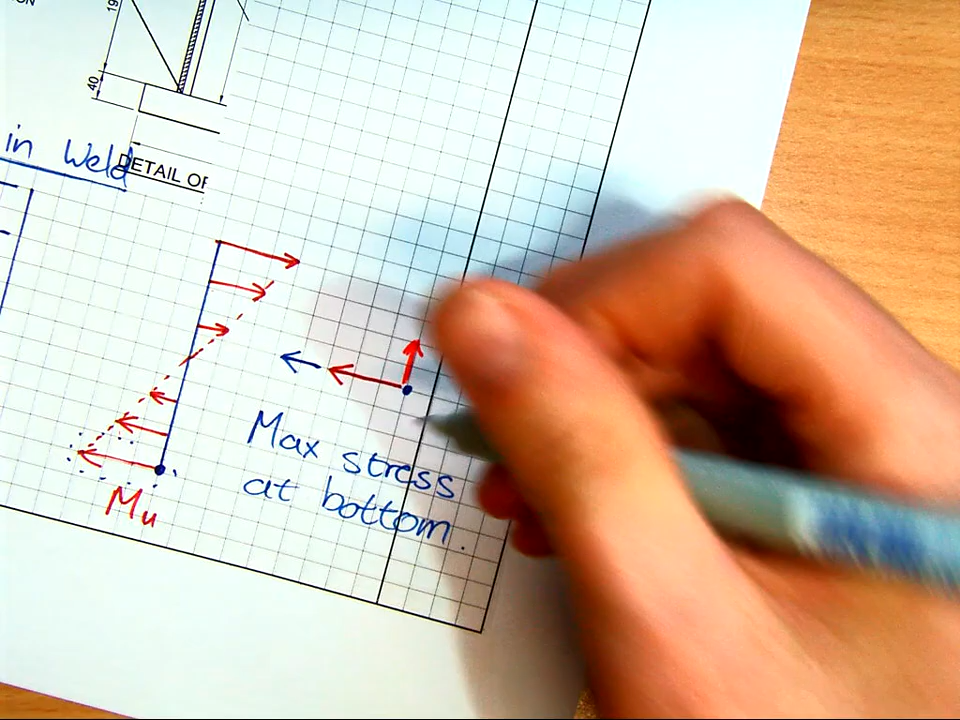 40
in Weld
DETAIL OF
Max stress
at bottom.
Mu